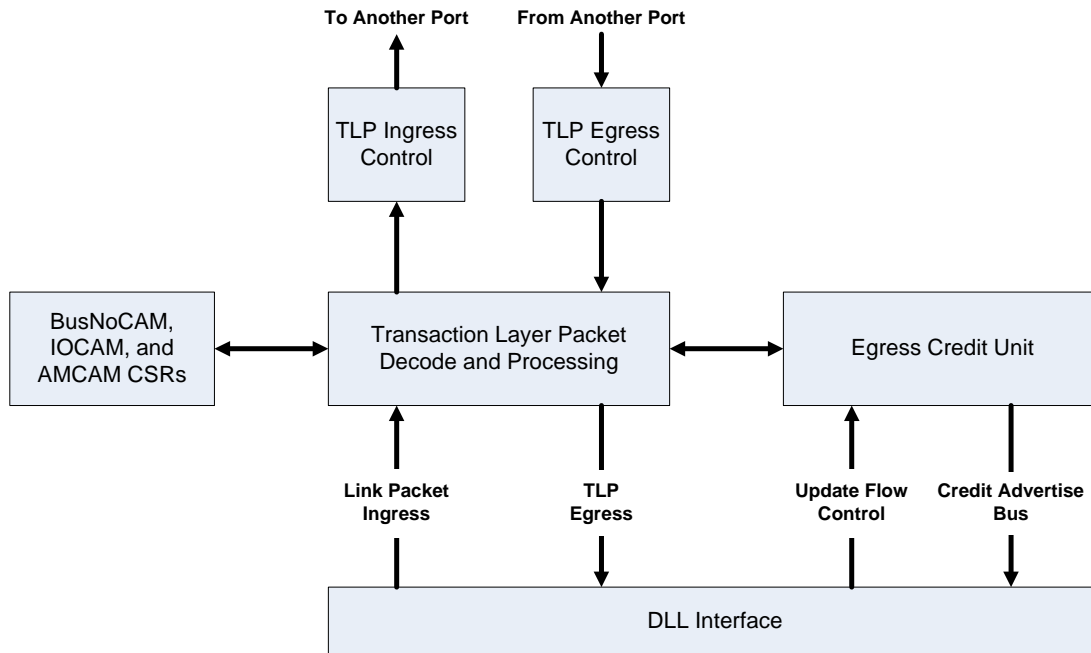 To Another Port
From Another Port
TLP Ingress
Control
TLP Egress
Control
BusNoCAM,
IOCAM, and
AMCAM CSRs
Transaction Layer Packet
Decode and Processing
Egress Credit Unit
Link Packet
Ingress
TLP
Egress
Update Flow
Control
Credit Advertise
Bus
DLL Interface